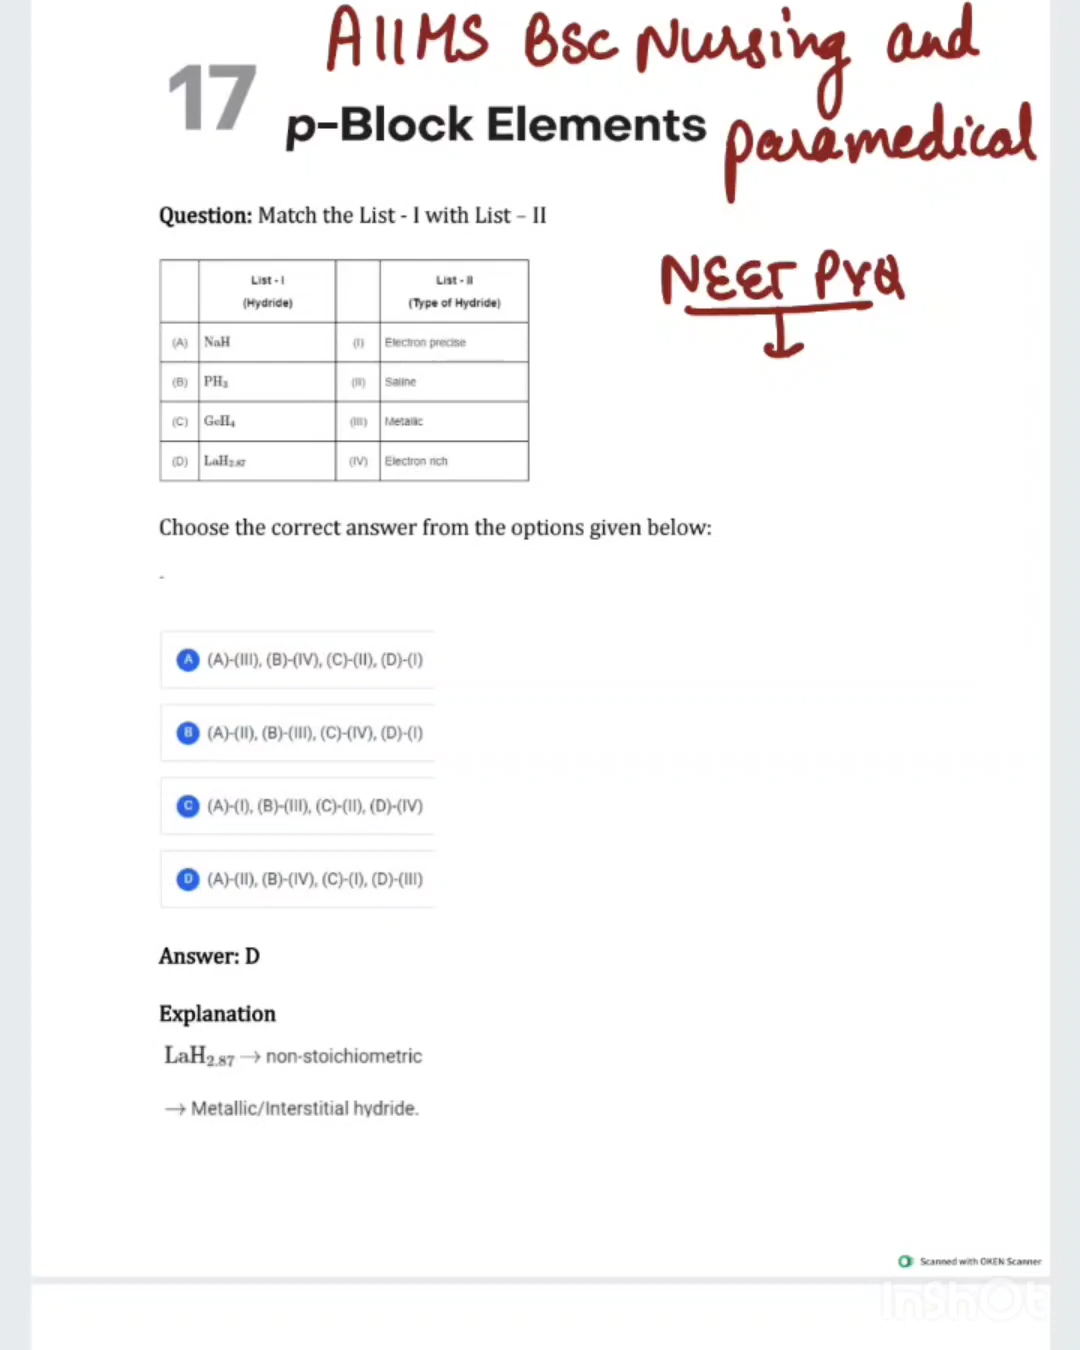 AIIMS BSc Nursing and
17
p-Block Elements
paramedical
Question: Match the List - I with List – II
NEET PYQ
List - I
(Hydride)
List - II
(Type of Hydride)
(A) NaH (I) Electron precise
(B) PH₃ (II) Saline
(C) GeH₄ (III) Metallic
(D) LaH₂.₈₇ (IV) Electron rich
Choose the correct answer from the options given below:
-
A (A)-(III), (B)-(IV), (C)-(II), (D)-(I)
B (A)-(II), (B)-(III), (C)-(IV), (D)-(I)
C (A)-(I), (B)-(III), (C)-(II), (D)-(IV)
D (A)-(II), (B)-(IV), (C)-(I), (D)-(III)
Answer: D
Explanation
LaH₂.₈₇ → non-stoichiometric
→ Metallic/Interstitial hydride.
Scanned with OKEN Scanner
InShOt